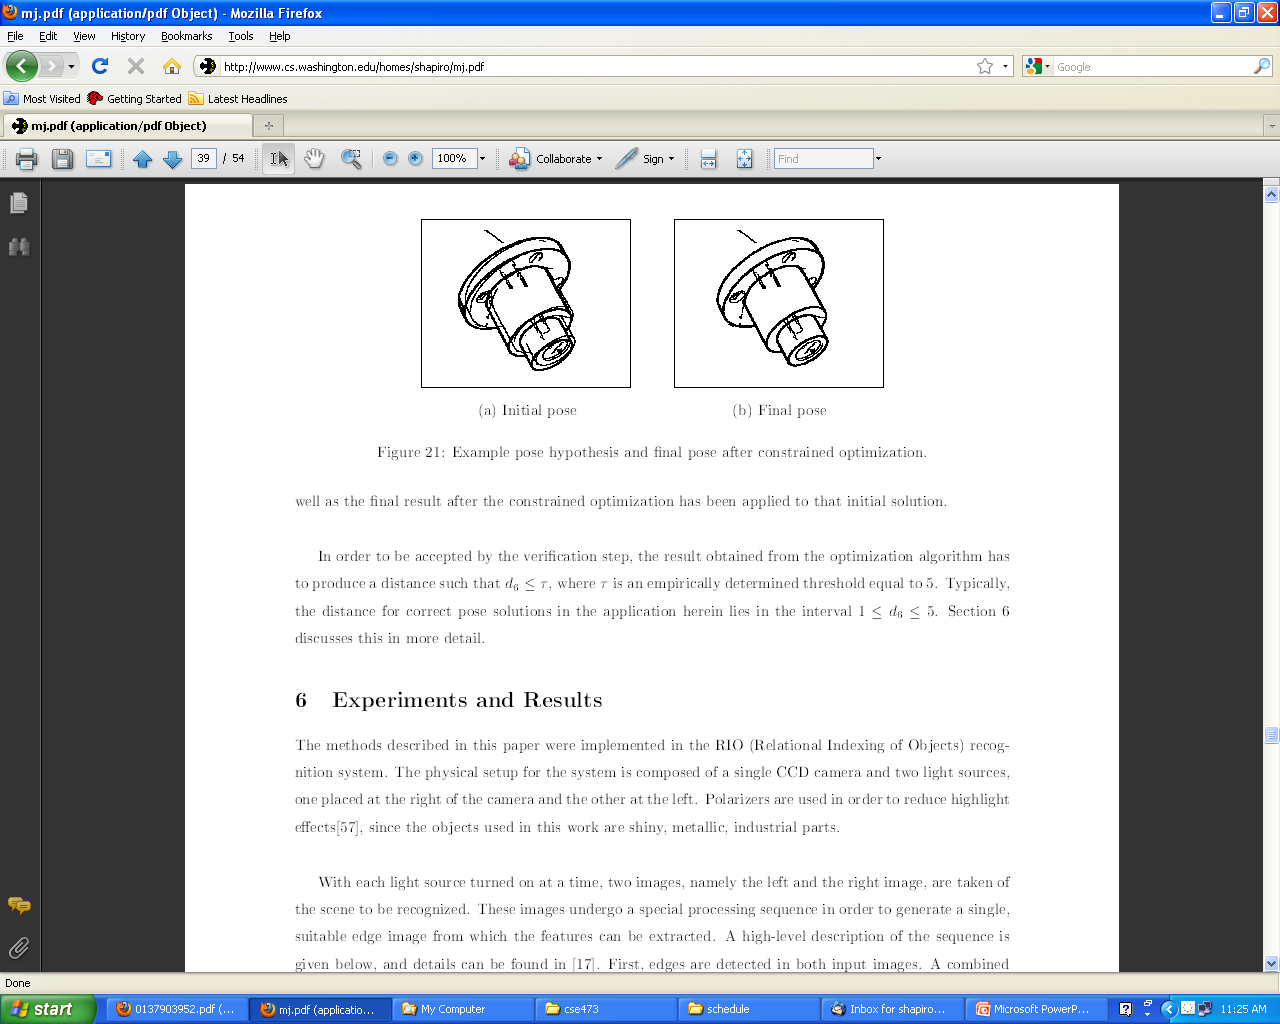 mj.pdf (application/pdf Object) - Mozilla Firefox
File Edit View History Bookmarks Tools Help
http://www.cs.washington.edu/homes/shapiro/mj.pdf
Google
Most Visited Getting Started Latest Headlines
mj.pdf (application/pdf Object)
39 / 54 100% Collaborate Sign Find
(a) Initial pose (b) Final pose
Figure 21: Example pose hypothesis and final pose after constrained optimization.
well as the final result after the constrained optimization has been applied to that initial solution.
In order to be accepted by the verification step, the result obtained from the optimization algorithm has
to produce a distance such that d₆ ≤ τ, where τ is an empirically determined threshold equal to 5. Typically,
the distance for correct pose solutions in the application herein lies in the interval 1 ≤ d₆ ≤ 5. Section 6
discusses this in more detail.
6 Experiments and Results
The methods described in this paper were implemented in the RIO (Relational Indexing of Objects) recog-
nition system. The physical setup for the system is composed of a single CCD camera and two light sources,
one placed at the right of the camera and the other at the left. Polarizers are used in order to reduce highlight
effects[57], since the objects used in this work are shiny, metallic, industrial parts.
With each light source turned on at a time, two images, namely the left and the right image, are taken of
the scene to be recognized. These images undergo a special processing sequence in order to generate a single,
suitable edge image from which the features can be extracted. A high-level description of the sequence is
given below, and details can be found in [17]. First, edges are detected in both input images. A combined
Done
start 0137903952.pdf (... mj.pdf (applicatio... My Computer cse473 schedule Inbox for shapiro... Microsoft PowerP... 11:25 AM